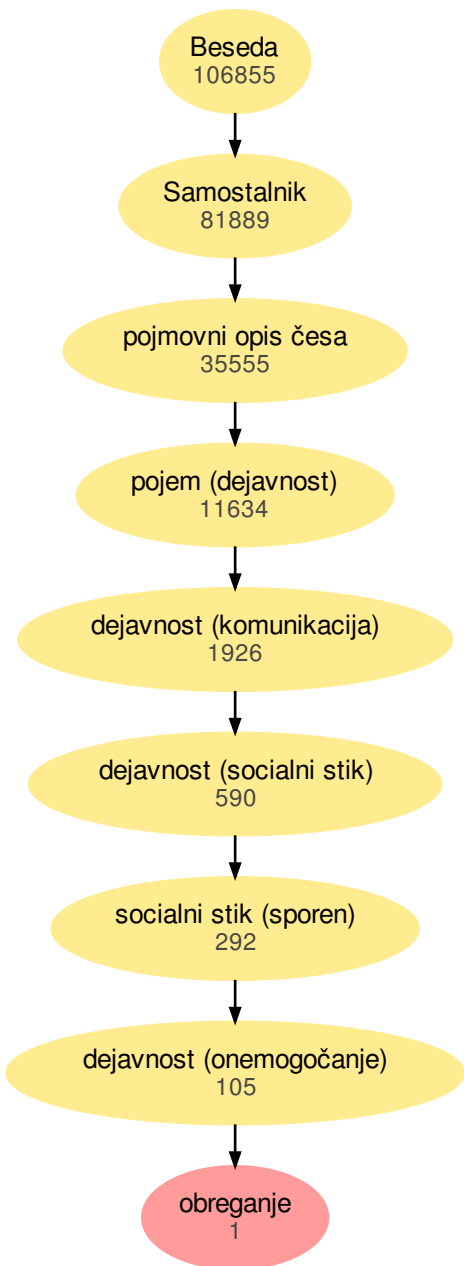 Beseda
106855
Samostalnik
81889
pojmovni opis česa
35555
pojem (dejavnost)
11634
dejavnost (komunikacija)
1926
dejavnost (socialni stik)
590
socialni stik (sporen)
292
dejavnost (onemogočanje)
105
obreganje
1